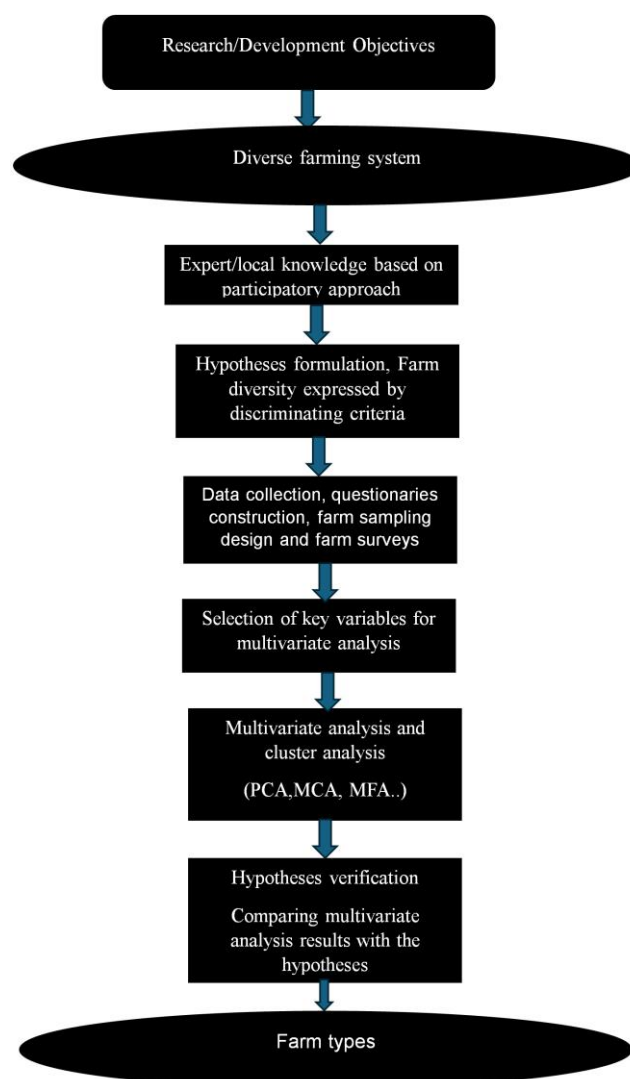 Research/Development Objectives
Diverse farming system
Expert/local knowledge based on
participatory approach
Hypotheses formulation, Farm
diversity expressed by
discriminating criteria
Data collection, questionaries
construction, farm sampling
design and farm surveys
Selection of key variables for
multivariate analysis
Multivariate analysis and
cluster analysis
(PCA,MCA, MFA..)
Hypotheses verification
Comparing multivariate
analysis results with the
hypotheses
Farm types